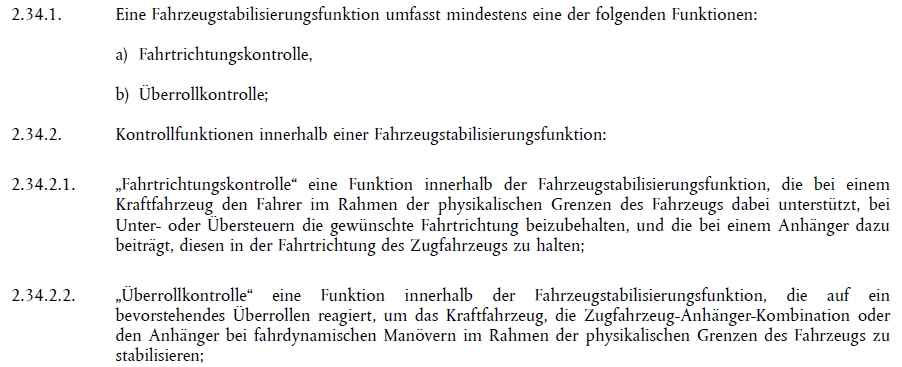 2.34.1. Eine Fahrzeugstabilisierungsfunktion umfasst mindestens eine der folgenden Funktionen:
a) Fahrtrichtungskontrolle,
b) Überrollkontrolle;
2.34.2. Kontrollfunktionen innerhalb einer Fahrzeugstabilisierungsfunktion:
2.34.2.1. „Fahrtrichtungskontrolle“ eine Funktion innerhalb der Fahrzeugstabilisierungsfunktion, die bei einem
Kraftfahrzeug den Fahrer im Rahmen der physikalischen Grenzen des Fahrzeugs dabei unterstützt, bei
Unter- oder Übersteuern die gewünschte Fahrtrichtung beizubehalten, und die bei einem Anhänger dazu
beiträgt, diesen in der Fahrtrichtung des Zugfahrzeugs zu halten;
2.34.2.2. „Überrollkontrolle“ eine Funktion innerhalb der Fahrzeugstabilisierungsfunktion, die auf ein
bevorstehendes Überrollen reagiert, um das Kraftfahrzeug, die Zugfahrzeug-Anhänger-Kombination oder
den Anhänger bei fahrdynamischen Manövern im Rahmen der physikalischen Grenzen des Fahrzeugs zu
stabilisieren;